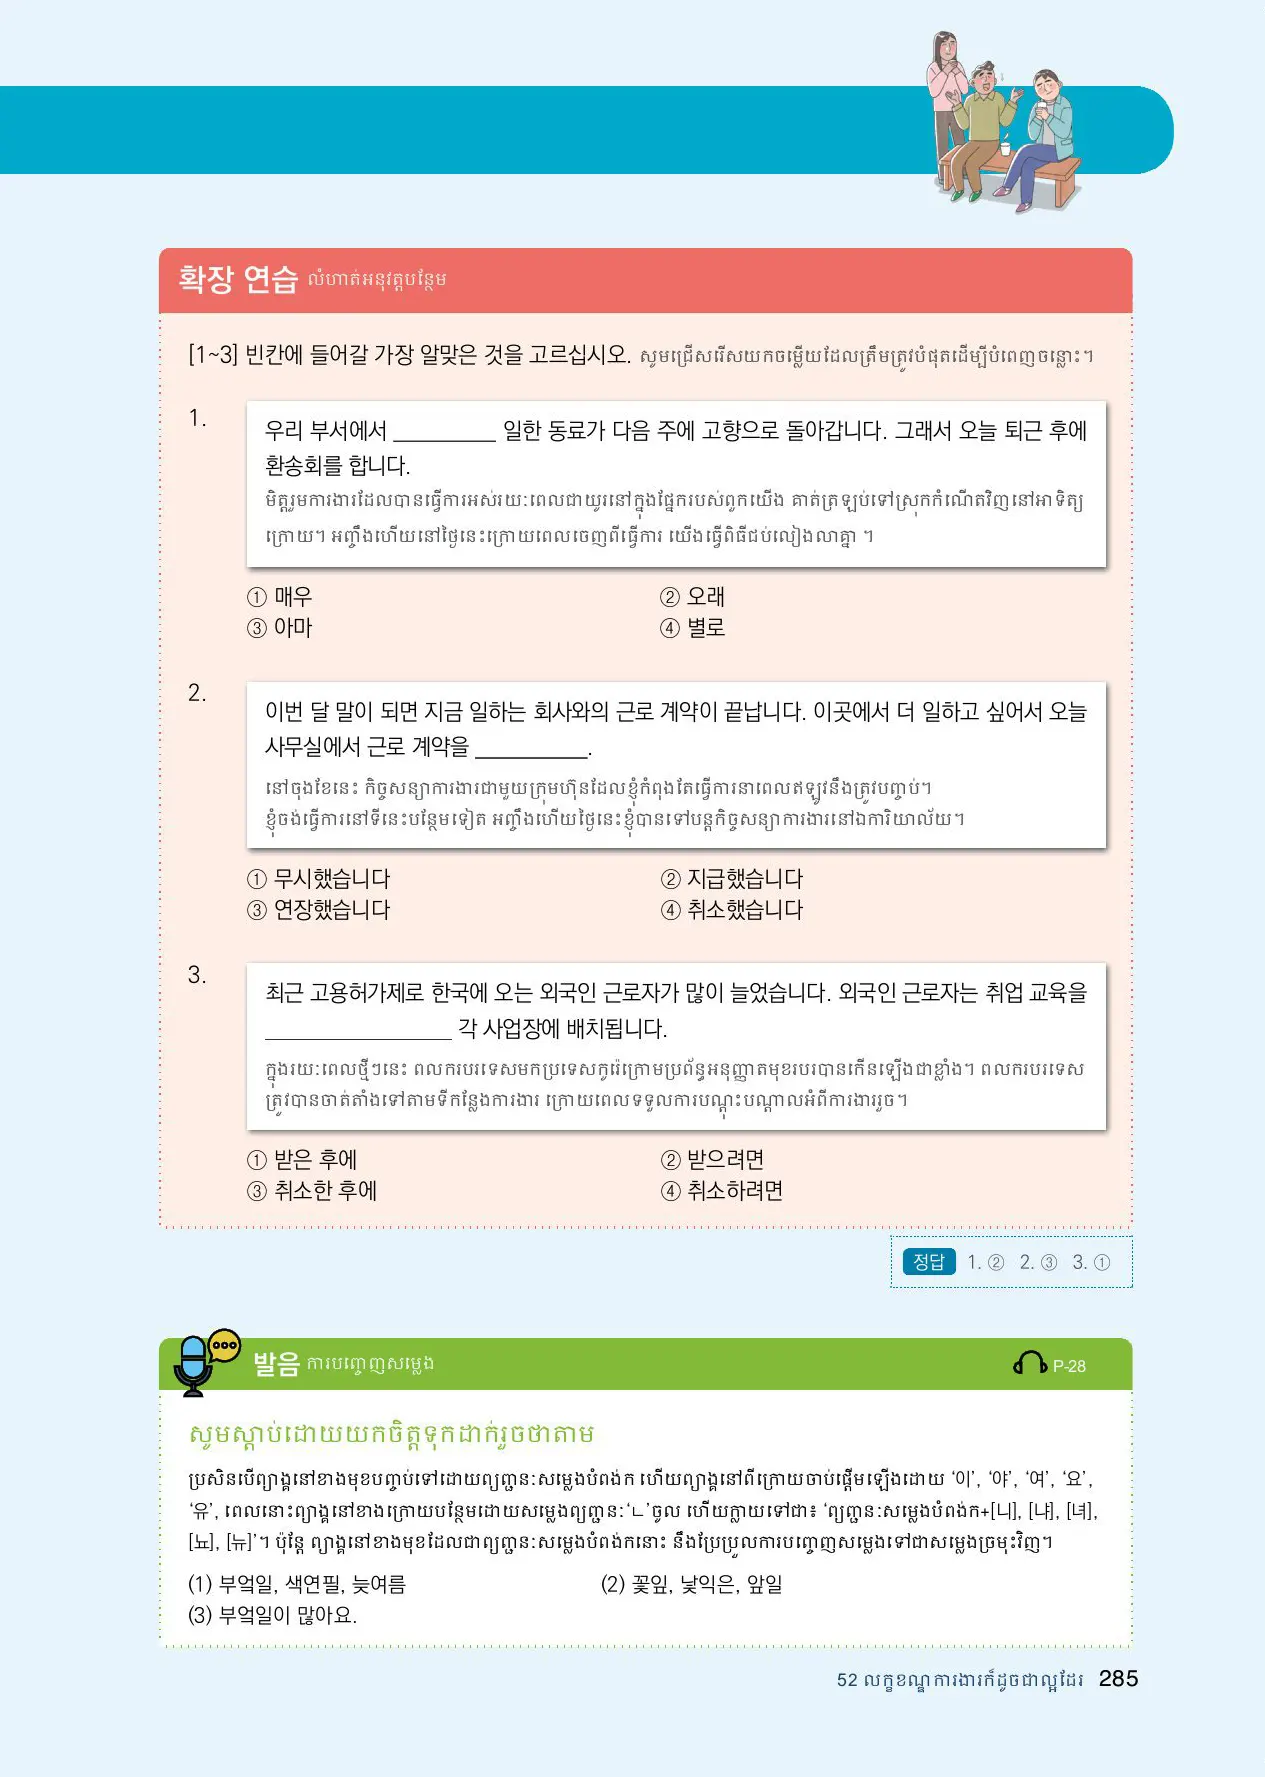 확장 연습 លំហាត់អនុវត្តបន្ថែម
[1~3] 빈칸에 들어갈 가장 알맞은 것을 고르십시오. សូមជ្រើសរើសយកចម្លើយដែលត្រឹមត្រូវបំផុតដើម្បីបំពេញចន្លោះ។
1.
우리 부서에서 __________ 일한 동료가 다음 주에 고향으로 돌아갑니다. 그래서 오늘 퇴근 후에
환송회를 합니다.
មិត្តរួមការងារដែលបានធ្វើការអស់រយៈពេលជាយូរនៅក្នុងផ្នែករបស់ពួកយើង គាត់ត្រឡប់ទៅស្រុកកំណើតវិញនៅអាទិត្យ
ក្រោយ។ អញ្ចឹងហើយនៅថ្ងៃនេះក្រោយពេលចេញពីធ្វើការ យើងធ្វើពិធីជប់លៀងលាគ្នា ។
① 매우 ② 오래
③ 아마 ④ 별로
2.
이번 달 말이 되면 지금 일하는 회사와의 근로 계약이 끝납니다. 이곳에서 더 일하고 싶어서 오늘
사무실에서 근로 계약을 ___________.
នៅចុងខែនេះ កិច្ចសន្យាការងារជាមួយក្រុមហ៊ុនដែលខ្ញុំកំពុងតែធ្វើការនាពេលឥឡូវនឹងត្រូវបញ្ចប់។
ខ្ញុំចង់ធ្វើការនៅទីនេះបន្ថែមទៀត អញ្ចឹងហើយថ្ងៃនេះខ្ញុំបានទៅបន្តកិច្ចសន្យាការងារនៅឯការិយាល័យ។
① 무시했습니다 ② 지급했습니다
③ 연장했습니다 ④ 취소했습니다
3.
최근 고용허가제로 한국에 오는 외국인 근로자가 많이 늘었습니다. 외국인 근로자는 취업 교육을
__________________ 각 사업장에 배치됩니다.
ក្នុងរយៈពេលថ្មីៗនេះ ពលករបរទេសមកប្រទេសកូរ៉េក្រោមប្រព័ន្ធអនុញ្ញាតមុខរបរបានកើនឡើងជាខ្លាំង។ ពលករបរទេស
ត្រូវបានចាត់តាំងទៅតាមទីកន្លែងការងារ ក្រោយពេលទទួលការបណ្តុះបណ្តាលអំពីការងាររួច។
① 받은 후에 ② 받으려면
③ 취소한 후에 ④ 취소하려면
정답 1. ② 2. ③ 3. ①
발음 ការបញ្ចេញសម្លេង P-28
សូមស្តាប់ដោយយកចិត្តទុកដាក់រួចថាតាម
ប្រសិនបើព្យាង្គនៅខាងមុខបញ្ចប់ទៅដោយព្យញ្ជនៈសម្លេងបំពង់ក ហើយព្យាង្គនៅពីក្រោយចាប់ផ្តើមឡើងដោយ ‘이’, ‘야’, ‘여’, ‘요’,
‘유’, ពេលនោះព្យាង្គនៅខាងក្រោយបន្ថែមដោយសម្លេងព្យញ្ជនៈ‘ㄴ’ចូល ហើយក្លាយទៅជា៖ ‘ព្យញ្ជនៈសម្លេងបំពង់ក+[니], [냐], [녀],
[뇨], [뉴]’។ ប៉ុន្តែ ព្យាង្គនៅខាងមុខដែលជាព្យញ្ជនៈសម្លេងបំពង់កនោះ នឹងប្រែប្រួលការបញ្ចេញសម្លេងទៅជាសម្លេងច្រមុះវិញ។
(1) 부엌일, 색연필, 늦여름 (2) 꽃잎, 낯익은, 앞일
(3) 부엌일이 많아요.
52 លក្ខខណ្ឌការងារក៏ដូចជាល្អដែរ 285